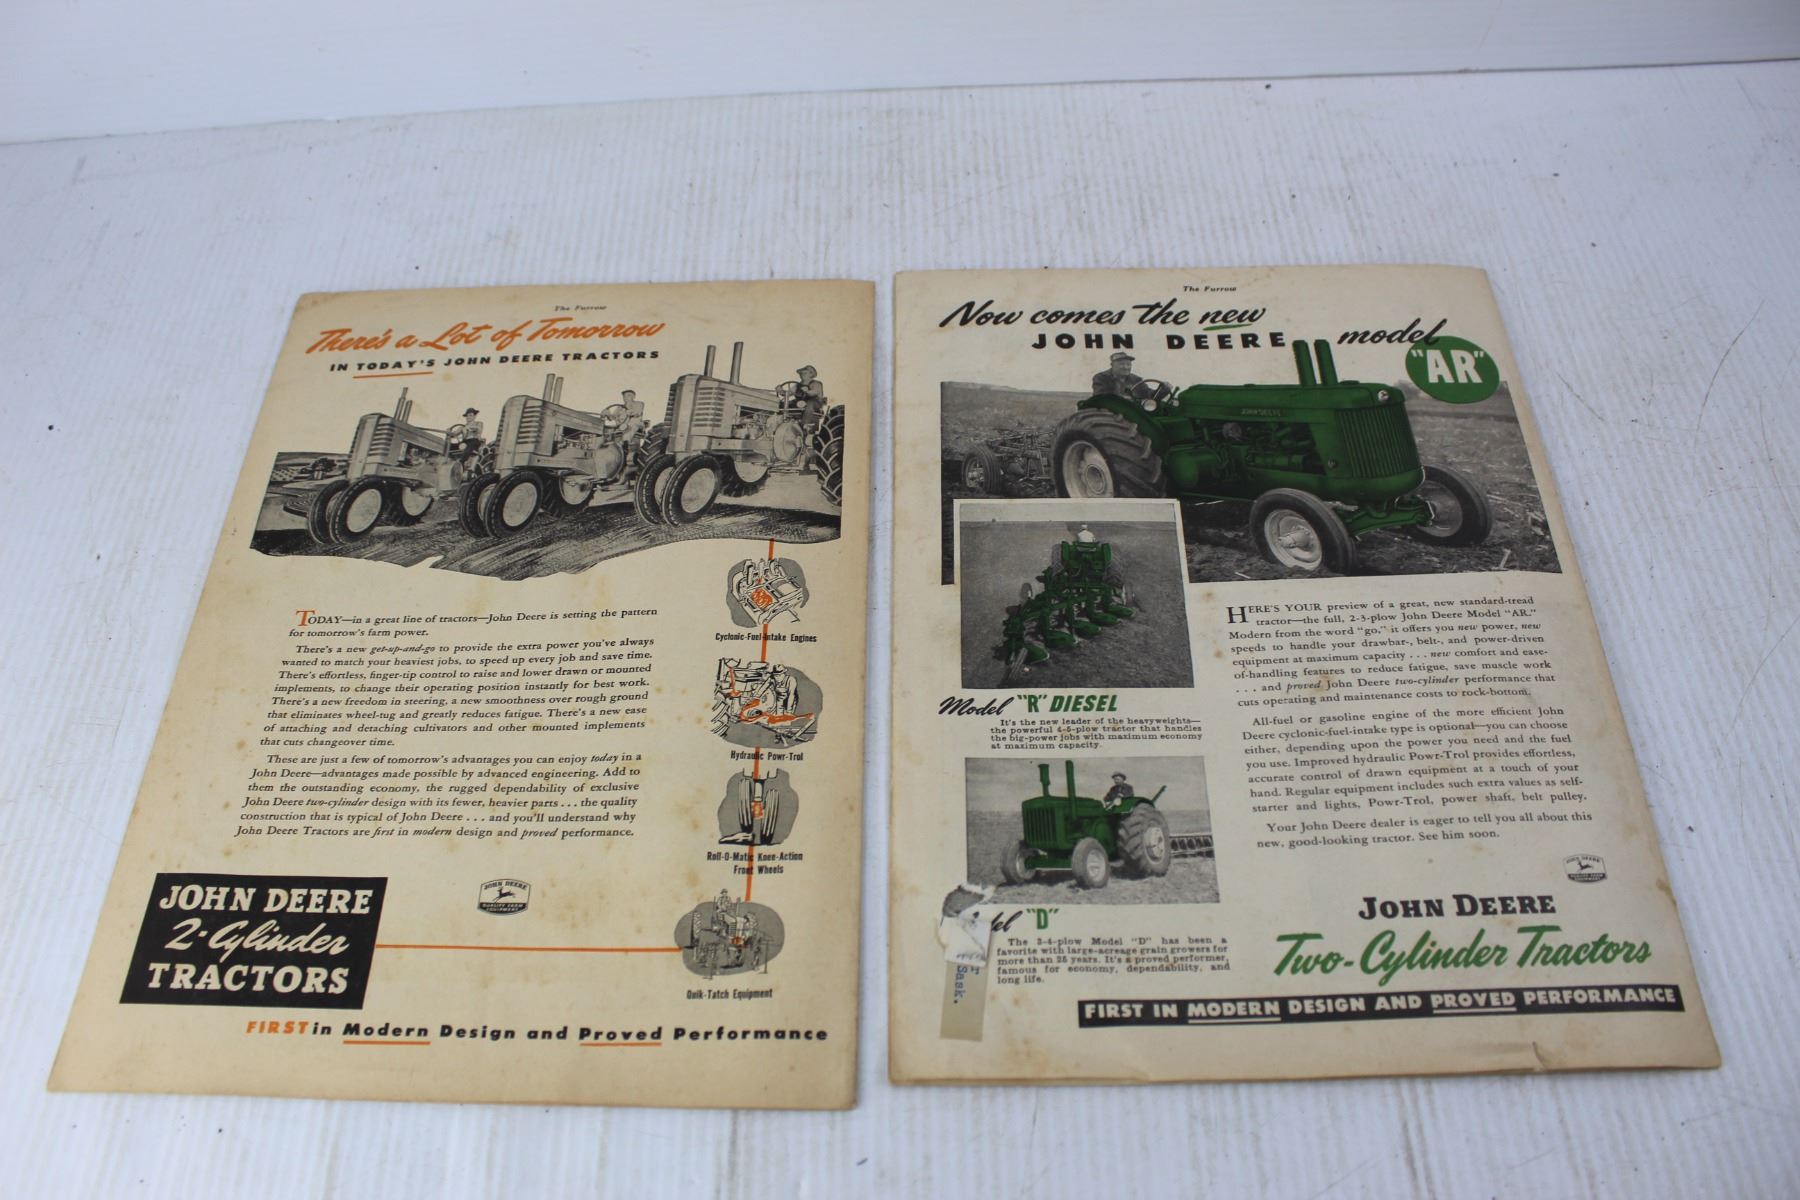 The Furrow
There's a Lot of Tomorrow
IN TODAY'S JOHN DEERE TRACTORS
TODAY—in a great line of tractors—John Deere is setting the pattern
for tomorrow's farm power.
There's a new get-up-and-go to provide the extra power you've always
wanted to match your heaviest jobs, to speed up every job and save time.
There's effortless, finger-tip control to raise and lower drawn or mounted
implements, to change their operating position instantly for best work.
There's a new freedom in steering, a new smoothness over rough ground
that eliminates wheel-tug and greatly reduces fatigue. There's a new ease
of attaching and detaching cultivators and other mounted implements
that cuts changeover time.
These are just a few of tomorrow's advantages you can enjoy today in a
John Deere—advantages made possible by advanced engineering. Add to
them the outstanding economy, the rugged dependability of exclusive
John Deere two-cylinder design with its fewer, heavier parts . . . the quality
construction that is typical of John Deere . . . and you'll understand why
John Deere Tractors are first in modern design and proved performance.
Cyclonic-Fuel-Intake Engines
Hydraulic Powr-Trol
Roll-O-Matic Knee-Action
Front Wheels
Quik-Tatch Equipment
JOHN DEERE
2-Cylinder
TRACTORS
JOHN DEERE
QUALITY FARM
EQUIPMENT
FIRST in Modern Design and Proved Performance
The Furrow
Now comes the new
JOHN DEERE model
"AR"
JOHN DEERE
Model "R" DIESEL
It's the new leader of the heavyweights—
the powerful 4-5-plow tractor that handles
the big-power jobs with maximum economy
at maximum capacity.
"D"
The 3-4-plow Model "D" has been a
favorite with large-acreage grain growers for
more than 25 years. It's a proved performer,
famous for economy, dependability, and
long life.
Sask.
HERE'S YOUR preview of a great, new standard-tread
tractor—the full, 2-3-plow John Deere Model "AR."
Modern from the word "go," it offers you new power, new
speeds to handle your drawbar-, belt-, and power-driven
equipment at maximum capacity . . . new comfort and ease-
of-handling features to reduce fatigue, save muscle work
. . . and proved John Deere two-cylinder performance that
cuts operating and maintenance costs to rock-bottom.
All-fuel or gasoline engine of the more efficient John
Deere cyclonic-fuel-intake type is optional—you can choose
either, depending upon the power you need and the fuel
you use. Improved hydraulic Powr-Trol provides effortless,
accurate control of drawn equipment at a touch of your
hand. Regular equipment includes such extra values as self-
starter and lights, Powr-Trol, power shaft, belt pulley.
Your John Deere dealer is eager to tell you all about this
new, good-looking tractor. See him soon.
JOHN DEERE
JOHN DEERE
Two-Cylinder Tractors
FIRST IN MODERN DESIGN AND PROVED PERFORMANCE